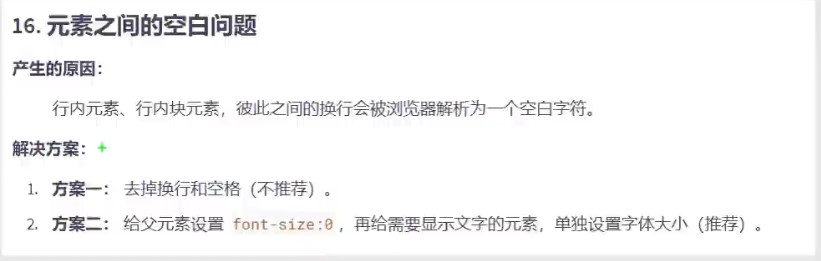 16. 元素之间的空白问题
产生的原因：
行内元素、行内块元素，彼此之间的换行会被浏览器解析为一个空白字符。
解决方案：+
1. 方案一： 去掉换行和空格（不推荐）。
2. 方案二： 给父元素设置 font-size:0，再给需要显示文字的元素，单独设置字体大小（推荐）。